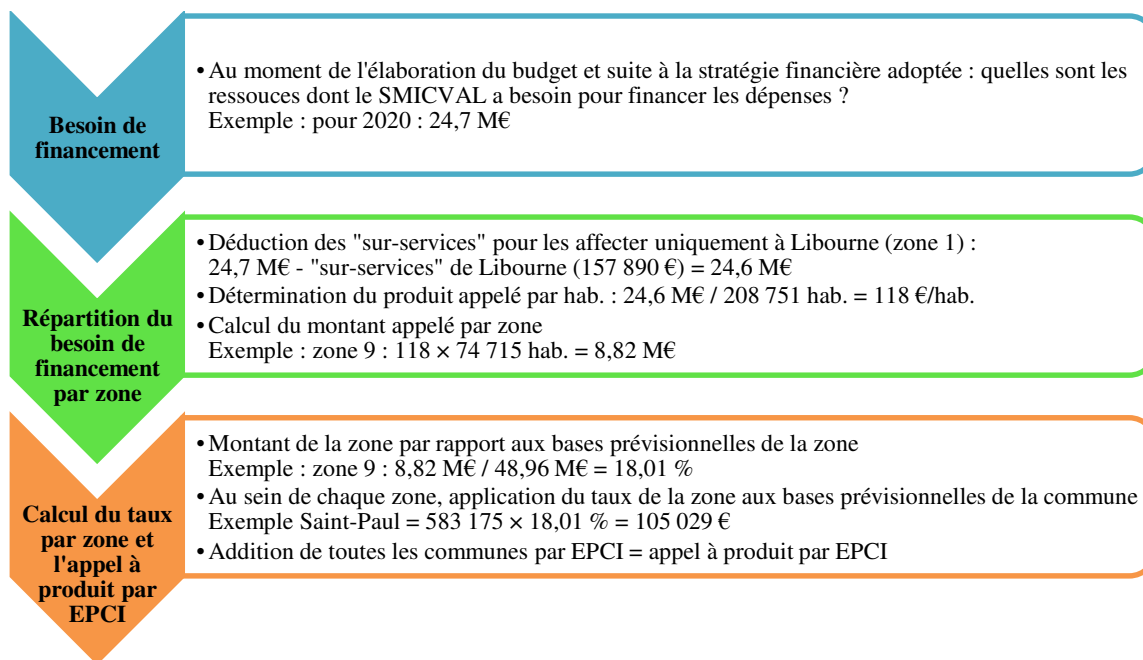 Besoin de
financement
• Au moment de l'élaboration du budget et suite à la stratégie financière adoptée : quelles sont les
ressouces dont le SMICVAL a besoin pour financer les dépenses ?
Exemple : pour 2020 : 24,7 M€
Répartition du
besoin de
financement
par zone
• Déduction des "sur-services" pour les affecter uniquement à Libourne (zone 1) :
24,7 M€ - "sur-services" de Libourne (157 890 €) = 24,6 M€
• Détermination du produit appelé par hab. : 24,6 M€ / 208 751 hab. = 118 €/hab.
• Calcul du montant appelé par zone
Exemple : zone 9 : 118 × 74 715 hab. = 8,82 M€
Calcul du taux
par zone et
l'appel à
produit par
EPCI
• Montant de la zone par rapport aux bases prévisionnelles de la zone
Exemple : zone 9 : 8,82 M€ / 48,96 M€ = 18,01 %
• Au sein de chaque zone, application du taux de la zone aux bases prévisionnelles de la commune
Exemple Saint-Paul = 583 175 × 18,01 % = 105 029 €
• Addition de toutes les communes par EPCI = appel à produit par EPCI